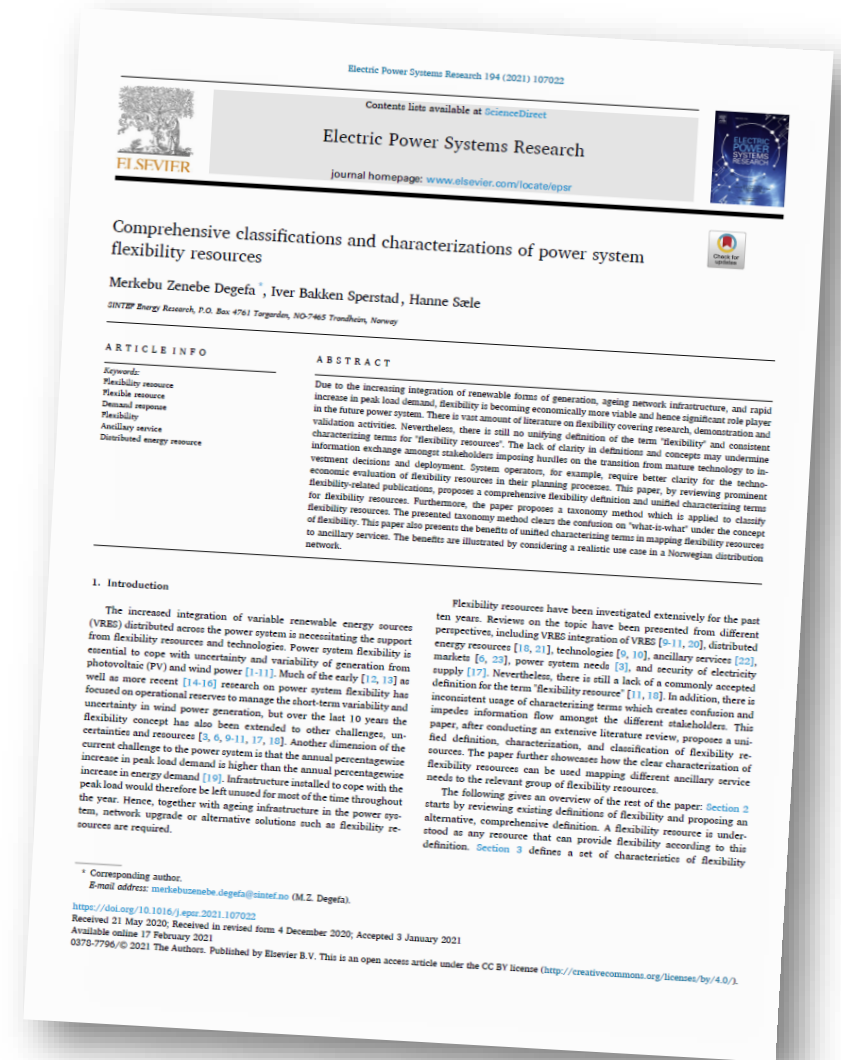 Electric Power Systems Research 194 (2021) 107022
Contents lists available at ScienceDirect
Electric Power Systems Research
journal homepage: www.elsevier.com/locate/epsr
ELSEVIER
ELECTRIC
POWER
SYSTEMS
RESEARCH
Comprehensive classifications and characterizations of power system
flexibility resources
Check for
updates
Merkebu Zenebe Degefa *, Iver Bakken Sperstad, Hanne Sæle
SINTEF Energy Research, P.O. Box 4761 Torgarden, NO-7465 Trondheim, Norway
ARTICLE INFO
Keywords:
Flexibility resource
Flexible resource
Demand response
Flexibility
Ancillary service
Distributed energy resource
ABSTRACT
Due to the increasing integration of renewable forms of generation, ageing network infrastructure, and rapid
increase in peak load demand, flexibility is becoming economically more viable and hence significant role player
in the future power system. There is vast amount of literature on flexibility covering research, demonstration and
validation activities. Nevertheless, there is still no unifying definition of the term "flexibility" and consistent
characterizing terms for "flexibility resources". The lack of clarity in definitions and concepts may undermine
information exchange amongst stakeholders imposing hurdles on the transition from mature technology to in-
vestment decisions and deployment. System operators, for example, require better clarity for the techno-
economic evaluation of flexibility resources in their planning processes. This paper, by reviewing prominent
flexibility-related publications, proposes a comprehensive flexibility definition and unified characterizing terms
for flexibility resources. Furthermore, the paper proposes a taxonomy method which is applied to classify
flexibility resources. The presented taxonomy method clears the confusion on "what-is-what" under the concept
of flexibility. This paper also presents the benefits of unified characterizing terms in mapping flexibility resources
to ancillary services. The benefits are illustrated by considering a realistic use case in a Norwegian distribution
network.
1. Introduction
The increased integration of variable renewable energy sources
(VRES) distributed across the power system is necessitating the support
from flexibility resources and technologies. Power system flexibility is
essential to cope with uncertainty and variability of generation from
photovoltaic (PV) and wind power [1-11]. Much of the early [12, 13] as
well as more recent [14-16] research on power system flexibility has
focused on operational reserves to manage the short-term variability and
uncertainty in wind power generation, but over the last 10 years the
flexibility concept has also been extended to other challenges, un-
certainties and resources [3, 6, 9-11, 17, 18]. Another dimension of the
current challenge to the power system is that the annual percentagewise
increase in peak load demand is higher than the annual percentagewise
increase in energy demand [19]. Infrastructure installed to cope with the
peak load would therefore be left unused for most of the time throughout
the year. Hence, together with ageing infrastructure in the power sys-
tem, network upgrade or alternative solutions such as flexibility re-
sources are required.
Flexibility resources have been investigated extensively for the past
ten years. Reviews on the topic have been presented from different
perspectives, including VRES integration of VRES [9-11, 20], distributed
energy resources [18, 21], technologies [9, 10], ancillary services [22],
markets [6, 23], power system needs [3], and security of electricity
supply [17]. Nevertheless, there is still a lack of a commonly accepted
definition for the term "flexibility resource" [11, 18]. In addition, there is
inconsistent usage of characterizing terms which creates confusion and
impedes information flow amongst the different stakeholders. This
paper, after conducting an extensive literature review, proposes a uni-
fied definition, characterization, and classification of flexibility re-
sources. The paper further showcases how the clear characterization of
flexibility resources can be used mapping different ancillary service
needs to the relevant group of flexibility resources.
The following gives an overview of the rest of the paper: Section 2
starts by reviewing existing definitions of flexibility and proposing an
alternative, comprehensive definition. A flexibility resource is under-
stood as any resource that can provide flexibility according to this
definition. Section 3 defines a set of characteristics of flexibility
* Corresponding author.
E-mail address: merkebuzenebe.degefa@sintef.no (M.Z. Degefa).
https://doi.org/10.1016/j.epsr.2021.107022
Received 21 May 2020; Received in revised form 4 December 2020; Accepted 3 January 2021
Available online 17 February 2021
0378-7796/© 2021 The Authors. Published by Elsevier B.V. This is an open access article under the CC BY license (http://creativecommons.org/licenses/by/4.0/).